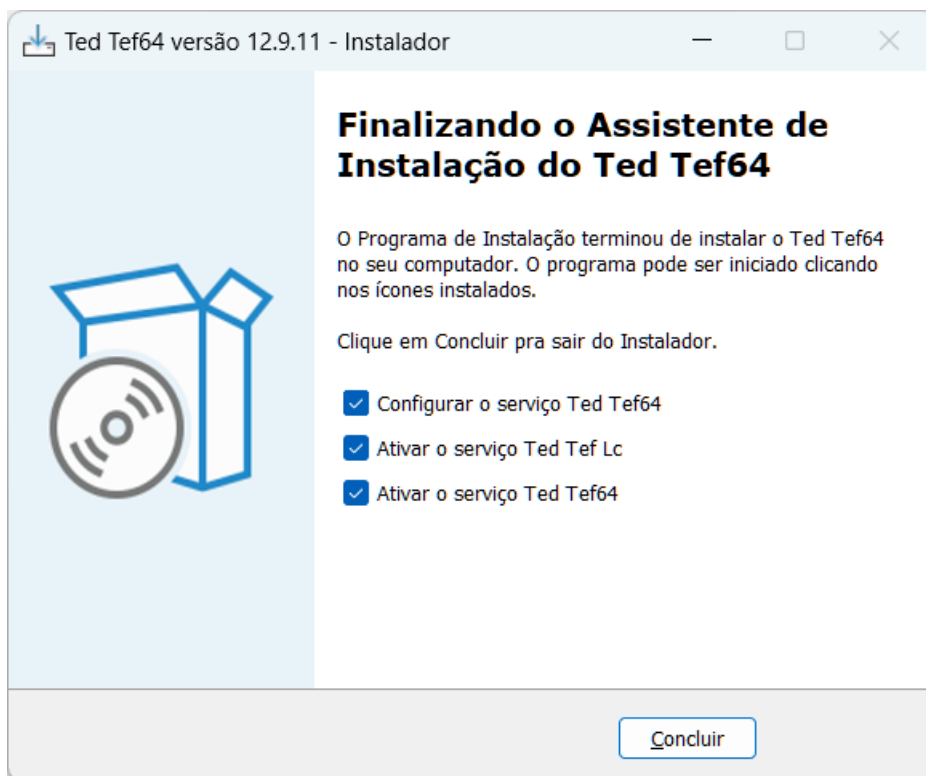 Ted Tef64 versão 12.9.11 - Instalador
Finalizando o Assistente de
Instalação do Ted Tef64
O Programa de Instalação terminou de instalar o Ted Tef64
no seu computador. O programa pode ser iniciado clicando
nos ícones instalados.
Clique em Concluir pra sair do Instalador.
Configurar o serviço Ted Tef64
Ativar o serviço Ted Tef Lc
Ativar o serviço Ted Tef64
Concluir